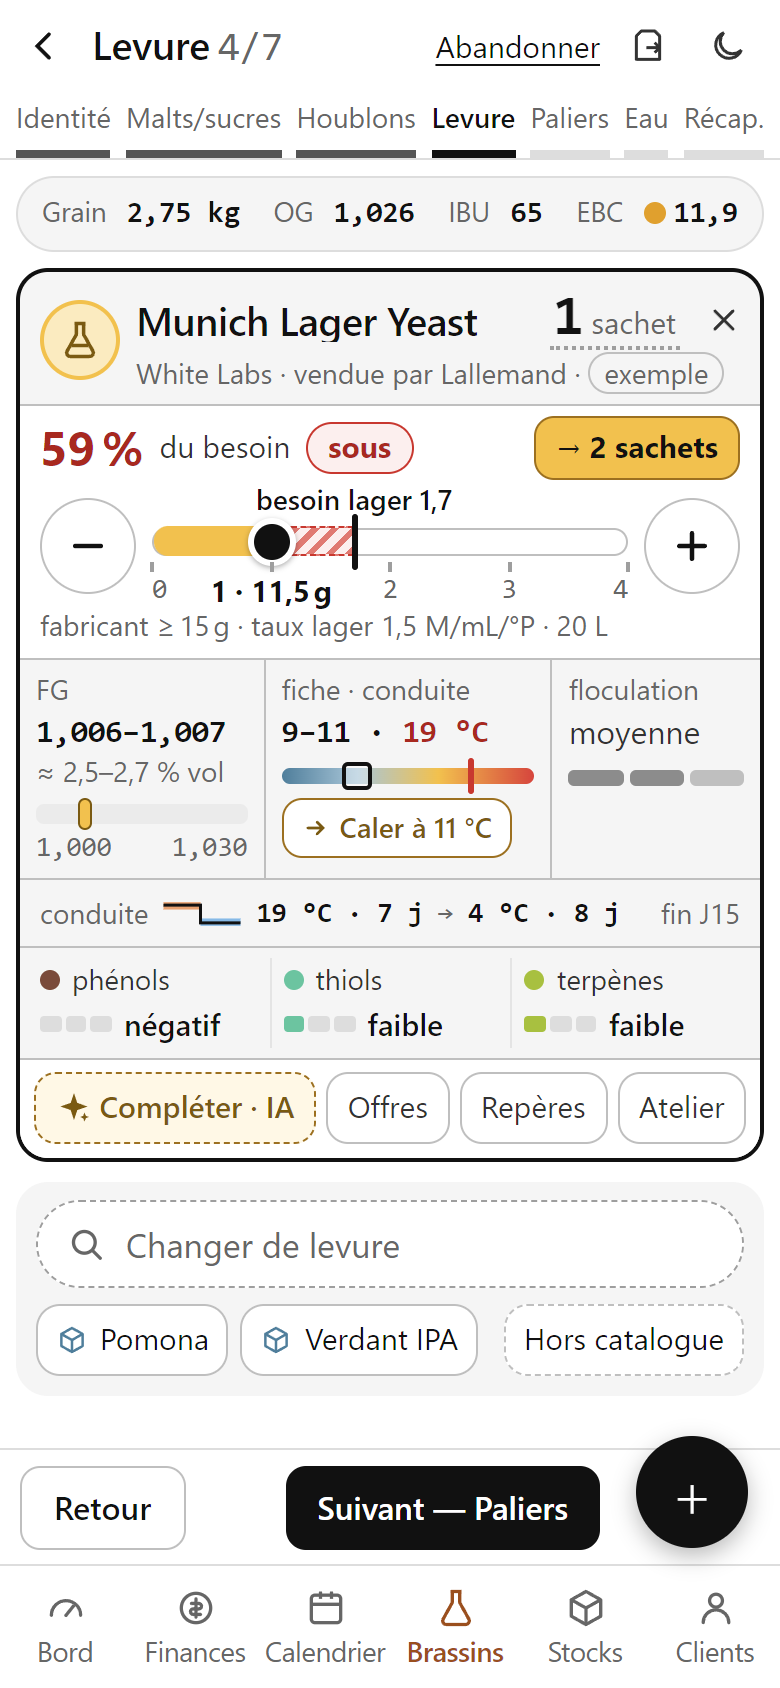 Levure 4/7 Abandonner
Identité Malts/sucres Houblons Levure Paliers Eau Récap.
Grain 2,75 kg OG 1,026 IBU 65 EBC 11,9
Munich Lager Yeast 1 sachet
White Labs · vendue par Lallemand · exemple
59 % du besoin sous → 2 sachets
besoin lager 1,7
0 1 · 11,5 g 2 3 4
fabricant ≥ 15 g · taux lager 1,5 M/mL/°P · 20 L
FG fiche · conduite floculation
1,006–1,007 9–11 · 19 °C moyenne
≈ 2,5–2,7 % vol
→ Caler à 11 °C
1,000 1,030
conduite 19 °C · 7 j → 4 °C · 8 j fin J15
phénols thiols terpènes
négatif faible faible
Compléter · IA Offres Repères Atelier
Changer de levure
Pomona Verdant IPA Hors catalogue
Retour Suivant — Paliers +
Bord Finances Calendrier Brassins Stocks Clients